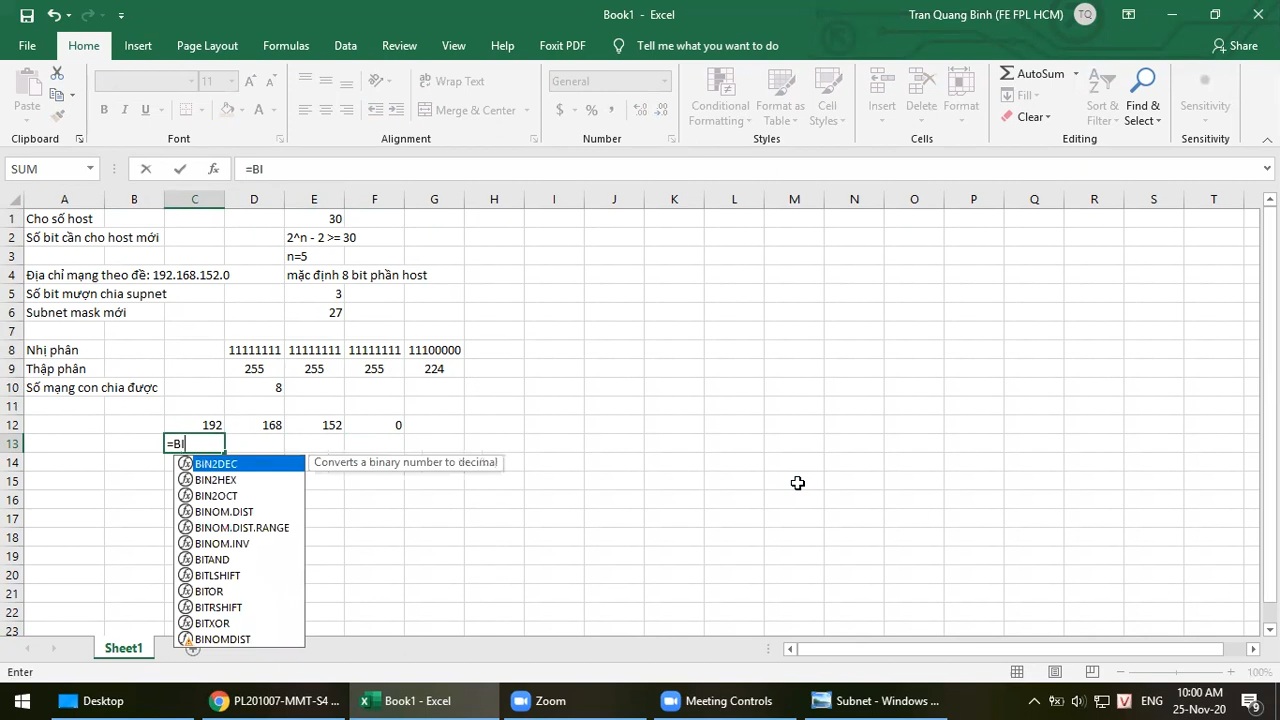 Book1 - Excel
Tran Quang Binh (FE FPL HCM)
TQ
File Home Insert Page Layout Formulas Data Review View Help Foxit PDF Tell me what you want to do Share
11 A A Wrap Text General AutoSum
Paste B I U A Merge & Center $ % , Conditional Formatting Format as Table Cell Styles Insert Delete Format Fill Clear Sort & Filter Find & Select Sensitivity
Clipboard Font Alignment Number Styles Cells Editing Sensitivity
SUM fx =BI
A B C D E F G H I J K L M N O P Q R S T
1 Cho số host 30
2 Số bit cần cho host mới 2^n - 2 >= 30
3 n=5
4 Địa chỉ mạng theo đề: 192.168.152.0 mặc định 8 bit phần host
5 Số bit mượn chia supnet 3
6 Subnet mask mới 27
7
8 Nhị phân 11111111 11111111 11111111 11100000
9 Thập phân 255 255 255 224
10 Số mạng con chia được 8
11
12 192 168 152 0
13 =BI
14 BIN2DEC Converts a binary number to decimal
15 BIN2HEX
16 BIN2OCT
17 BINOM.DIST
18 BINOM.DIST.RANGE
19 BINOM.INV
20 BITAND
21 BITLSHIFT
22 BITOR
23 BITRSHIFT
BITXOR
BINOMDIST
Sheet1
Enter 100%
Desktop PL201007-MMT-S4 ... Book1 - Excel Zoom Meeting Controls Subnet - Windows ... V ENG 10:00 AM
25-Nov-20 9